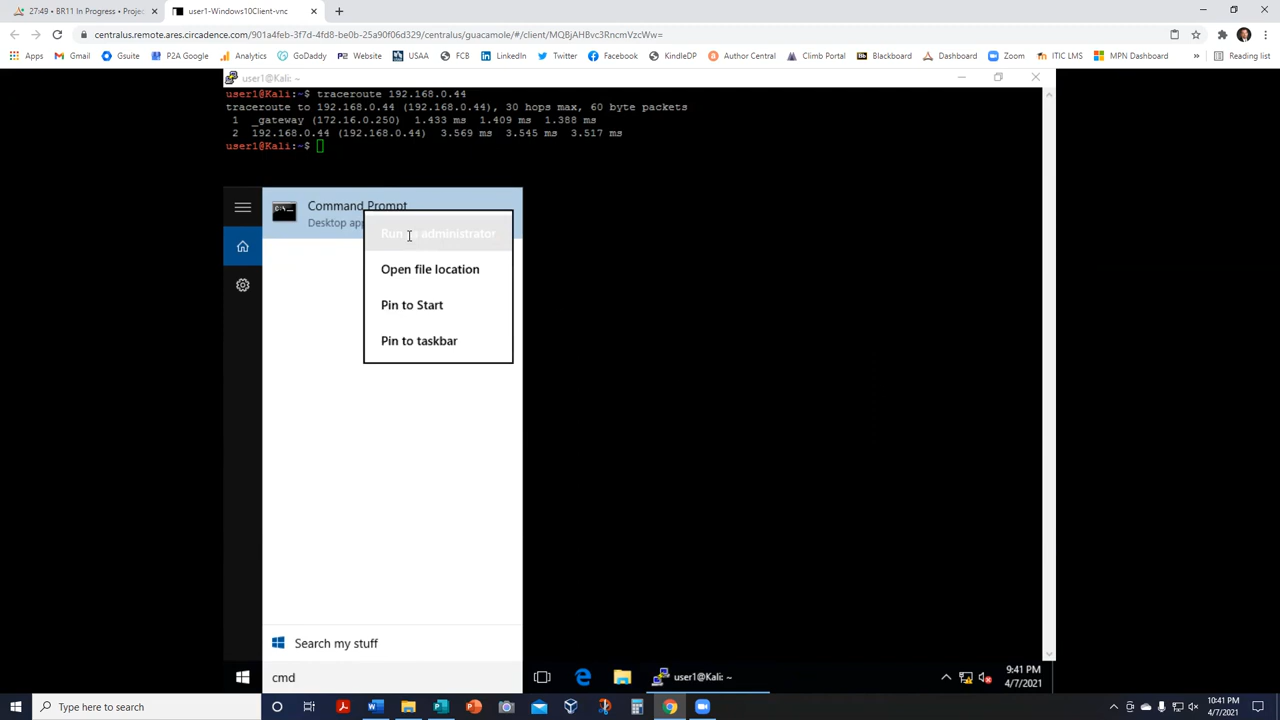 27:49 • BR11 In Progress • Proje
user1-Windows10Client-vnc
centralus.remote.ares.circadence.com/901a4feb-3f7d-4fd8-be0b-25a90f06d329/centralus/guacamole/#/client/MQBjAHBvc3RncmVzcWw=
Apps
Gmail
Gsuite
P2A Google
Analytics
GoDaddy
Website
USAA
FCB
LinkedIn
Twitter
Facebook
KindleDP
Author Central
Climb Portal
Blackboard
Dashboard
Zoom
ITIC LMS
MPN Dashboard
»
Reading list
user1@Kali: ~
user1@Kali:~$ traceroute 192.168.0.44
traceroute to 192.168.0.44 (192.168.0.44), 30 hops max, 60 byte packets
1 _gateway (172.16.0.250) 1.433 ms 1.409 ms 1.388 ms
2 192.168.0.44 (192.168.0.44) 3.569 ms 3.545 ms 3.517 ms
user1@Kali:~$
Command Prompt
Desktop app
Run as administrator
Open file location
Pin to Start
Pin to taskbar
Search my stuff
cmd
user1@Kali: ~
9:41 PM
4/7/2021
Type here to search
10:41 PM
4/7/2021